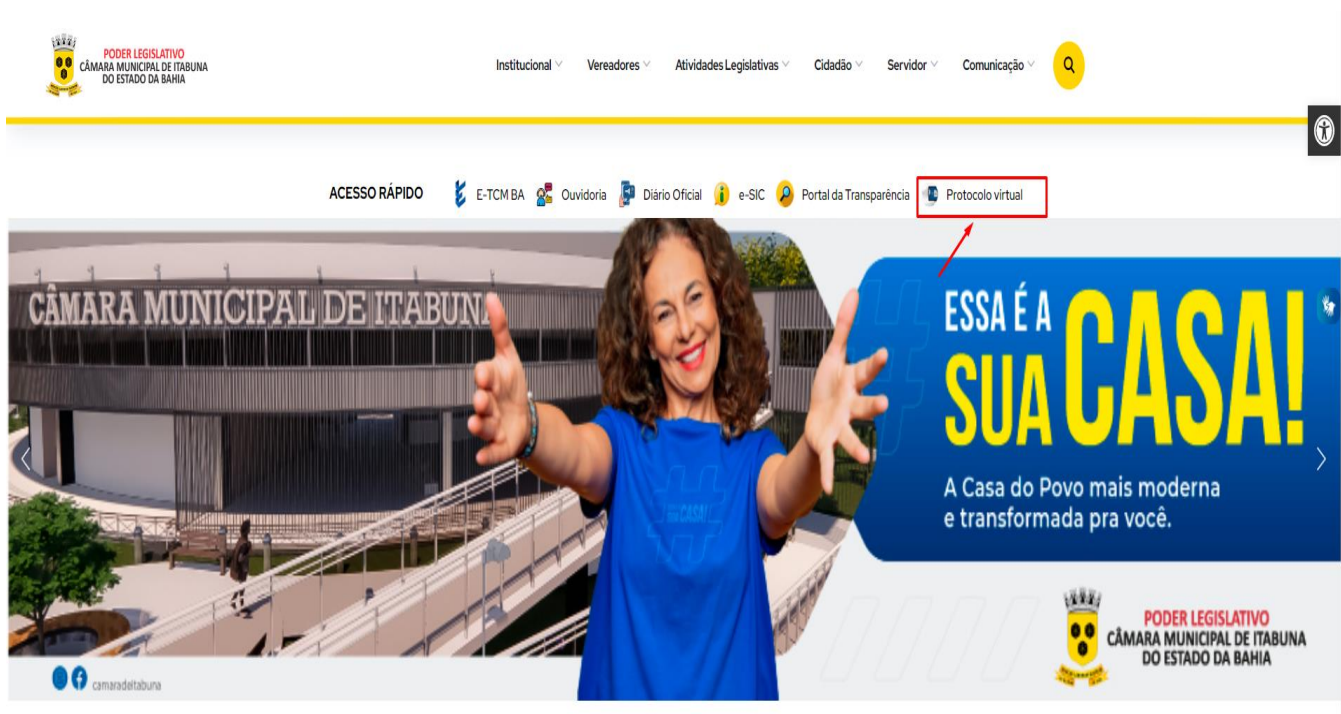 PODER LEGISLATIVO
CÂMARA MUNICIPAL DE ITABUNA
DO ESTADO DA BAHIA
Institucional Vereadores Atividades Legislativas Cidadão Servidor Comunicação
ACESSO RÁPIDO E-TCM BA Ouvidoria Diário Oficial e-SIC Portal da Transparência Protocolo virtual
CÂMARA MUNICIPAL DE ITABUNA
ESSA É A
SUA CASA!
A Casa do Povo mais moderna
e transformada pra você.
CASA!
PODER LEGISLATIVO
CÂMARA MUNICIPAL DE ITABUNA
DO ESTADO DA BAHIA
camaradeitabuna